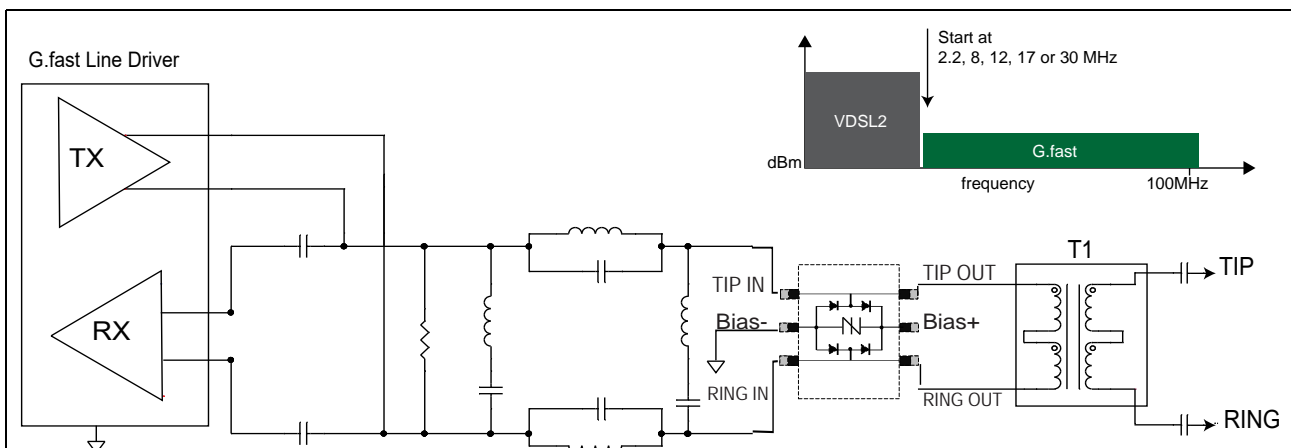 G.fast Line Driver
TX
RX
Start at
2.2, 8, 12, 17 or 30 MHz
VDSL2
G.fast
dBm
frequency
100MHz
TIP IN
TIP OUT
Bias-
Bias+
RING IN
RING OUT
T1
TIP
RING